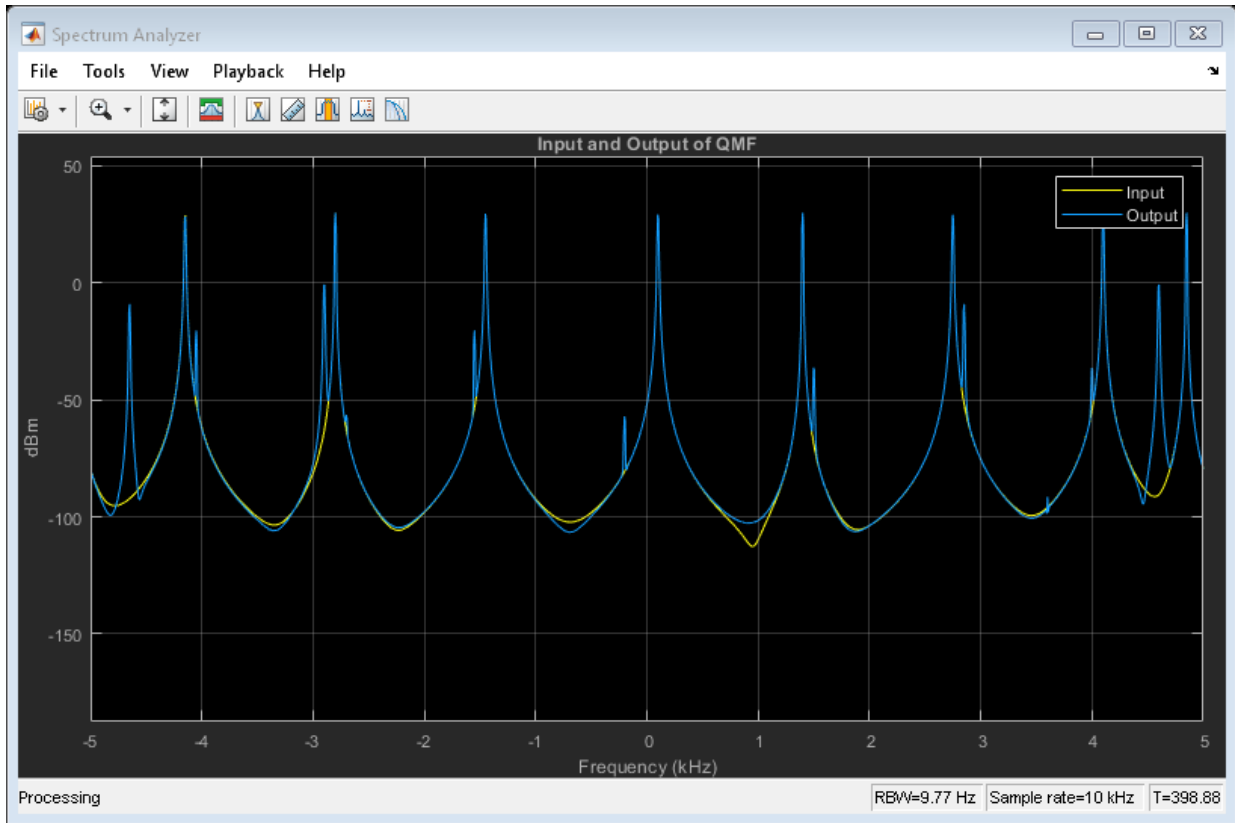 Spectrum Analyzer
File Tools View Playback Help
Input and Output of QMF
50
0
-50
-100
-150
dBm
Input
Output
-5 -4 -3 -2 -1 0 1 2 3 4 5
Frequency (kHz)
Processing
RBW=9.77 Hz Sample rate=10 kHz T=398.88